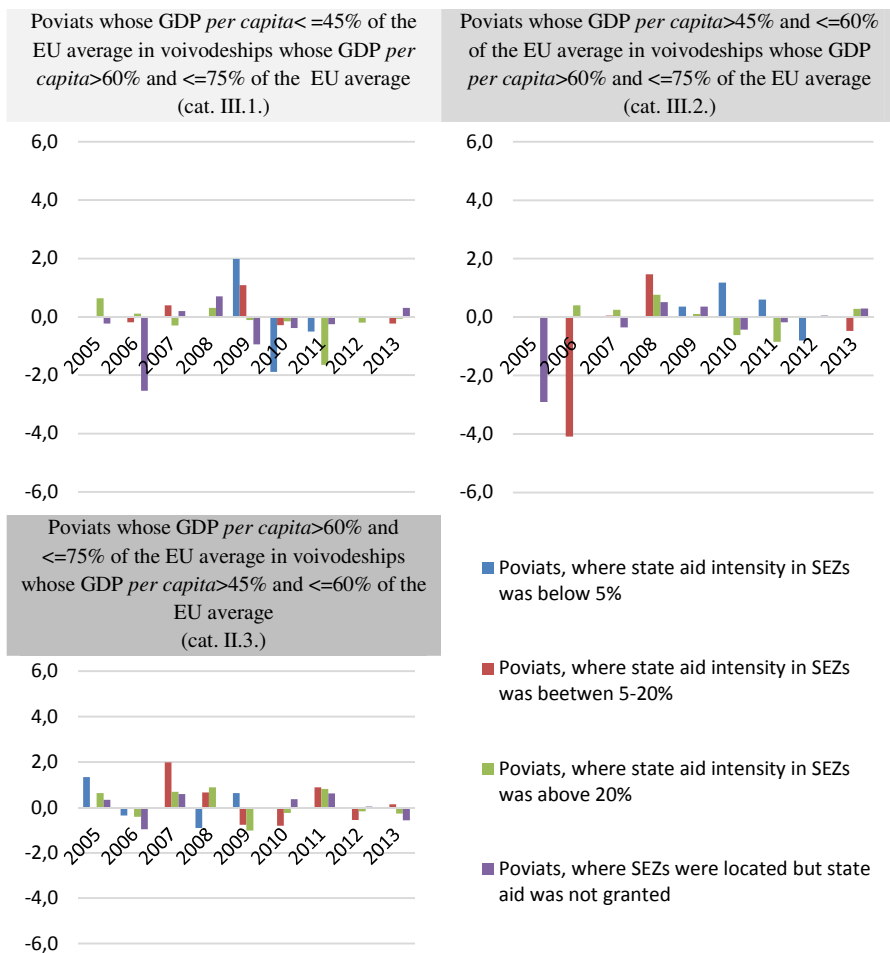 Poviats whose GDP per capita< =45% of the
EU average in voivodeships whose GDP per
capita>60% and <=75% of the  EU average
(cat. III.1.)
Poviats whose GDP per capita>45% and <=60%
of the EU average in voivodeships whose GDP
per capita>60% and <=75% of the EU average
(cat. III.2.)
6,0
4,0
2,0
0,0
-2,0
-4,0
-6,0
2005
2006
2007
2008
2009
2010
2011
2012
2013
6,0
4,0
2,0
0,0
-2,0
-4,0
-6,0
2005
2006
2007
2008
2009
2010
2011
2012
2013
Poviats whose GDP per capita>60% and
<=75% of the EU average in voivodeships
whose GDP per capita>45% and <=60% of the
EU average
(cat. II.3.)
6,0
4,0
2,0
0,0
-2,0
-4,0
-6,0
2005
2006
2007
2008
2009
2010
2011
2012
2013
Poviats, where state aid intensity in SEZs
was below 5%
Poviats, where state aid intensity in SEZs
was beetwen 5-20%
Poviats, where state aid intensity in SEZs
was above 20%
Poviats, where SEZs were located but state
aid was not granted